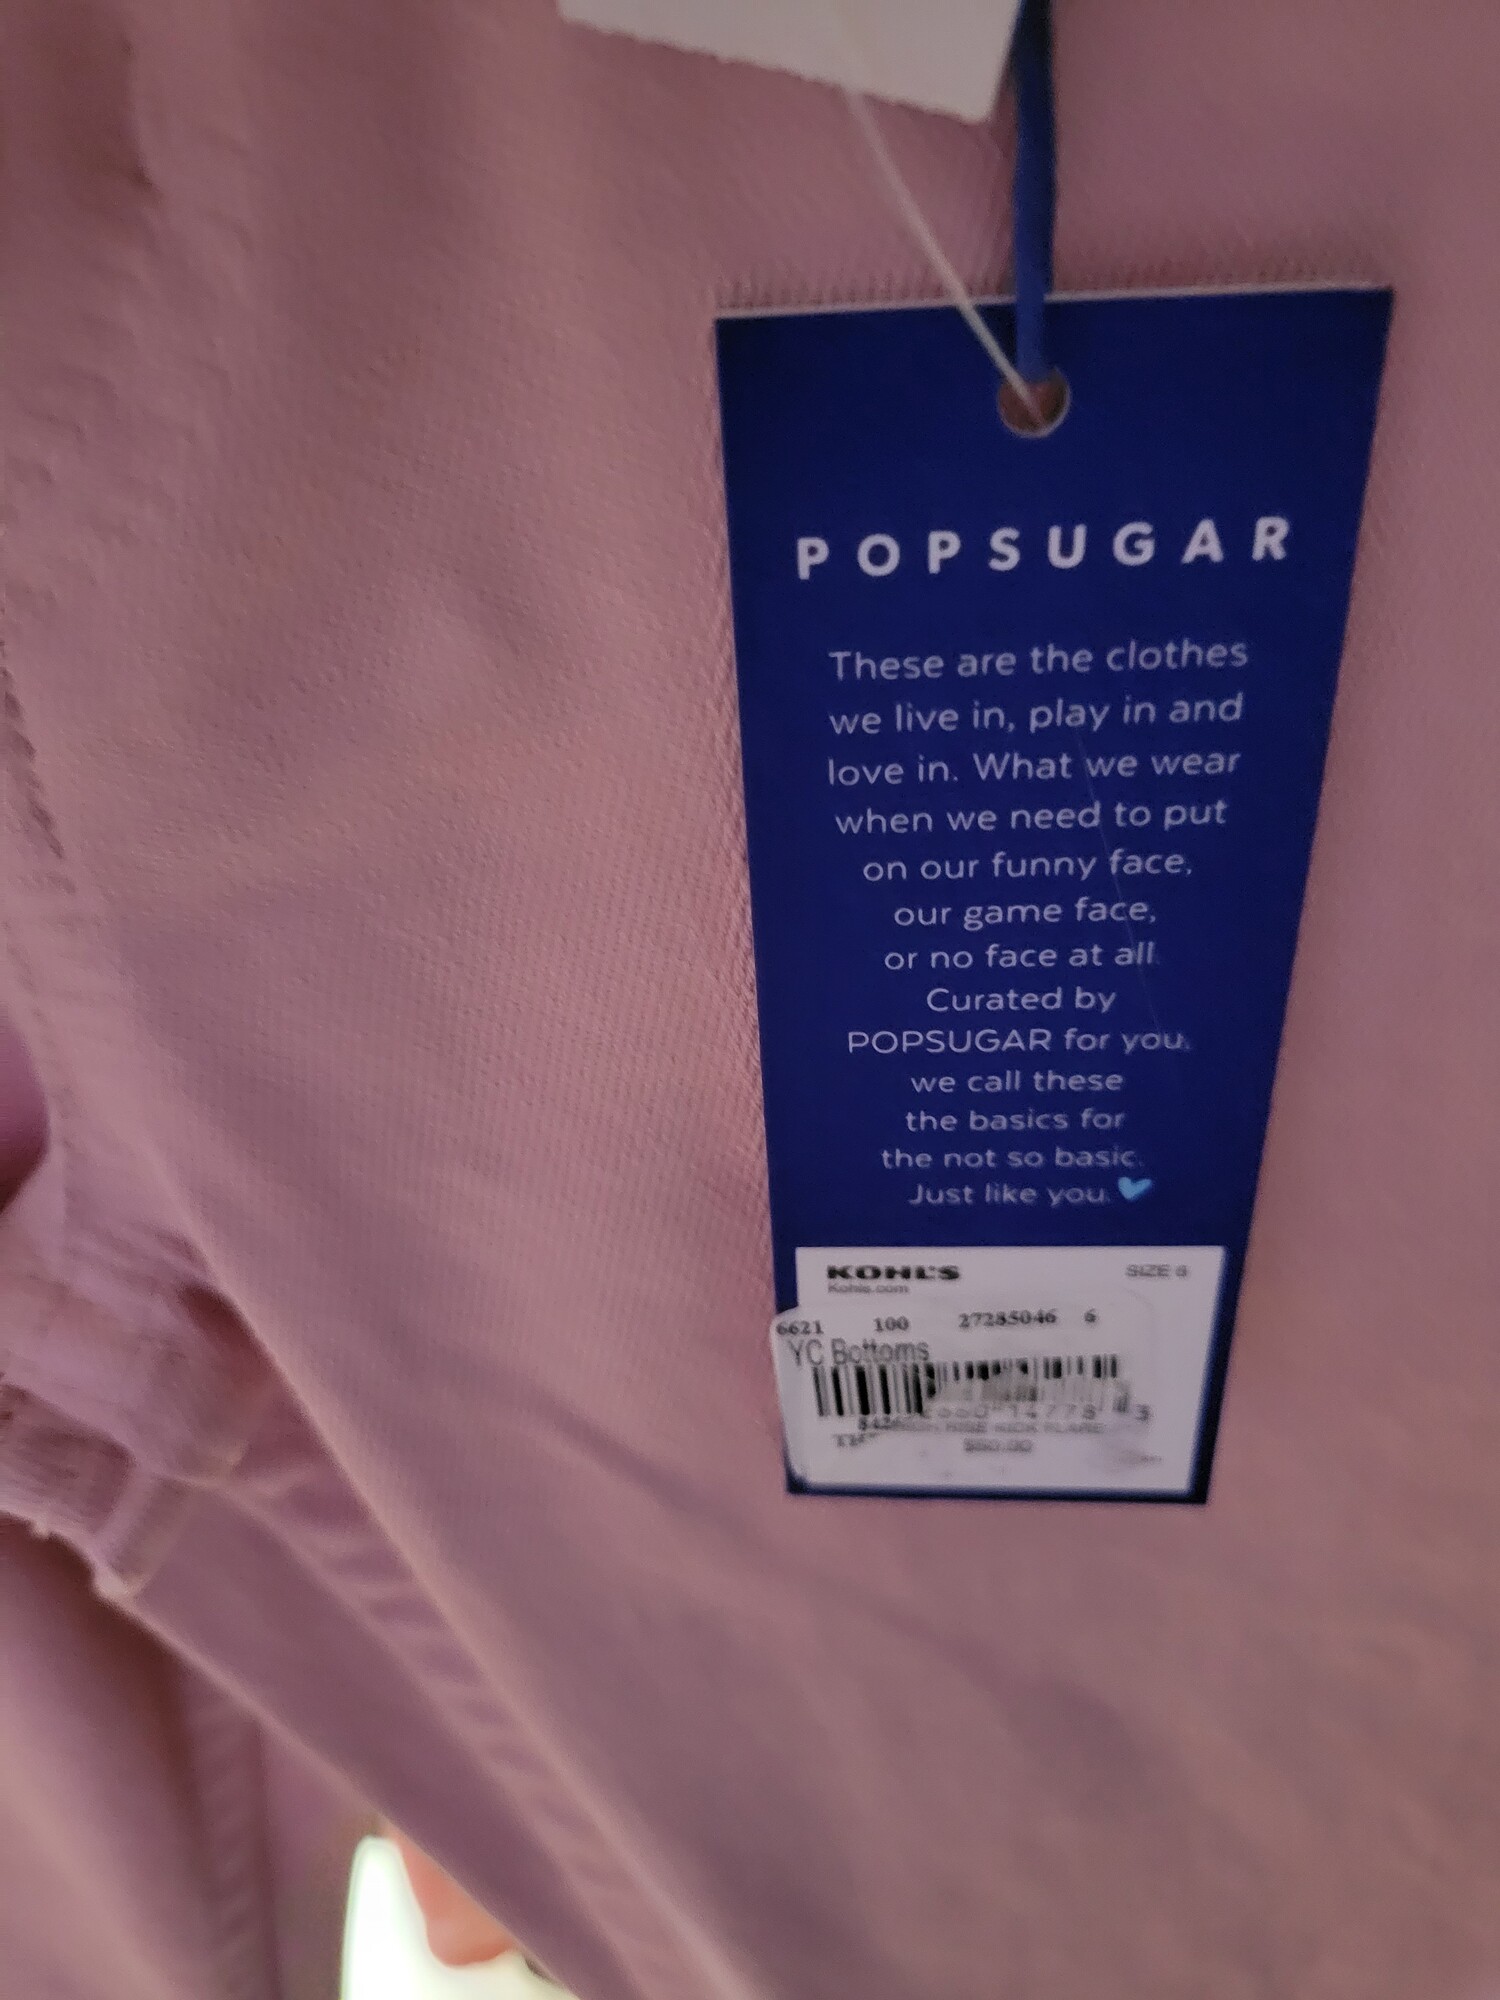 POPSUGAR
These are the clothes
we live in, play in and
love in. What we wear
when we need to put
on our funny face,
our game face,
or no face at all.
Curated by
POPSUGAR for you.
we call these
the basics for
the not so basic.
Just like you.
KOHL'S SIZE 6
Kohls.com
6621 100 27285046 6
YC Bottoms
$50.00